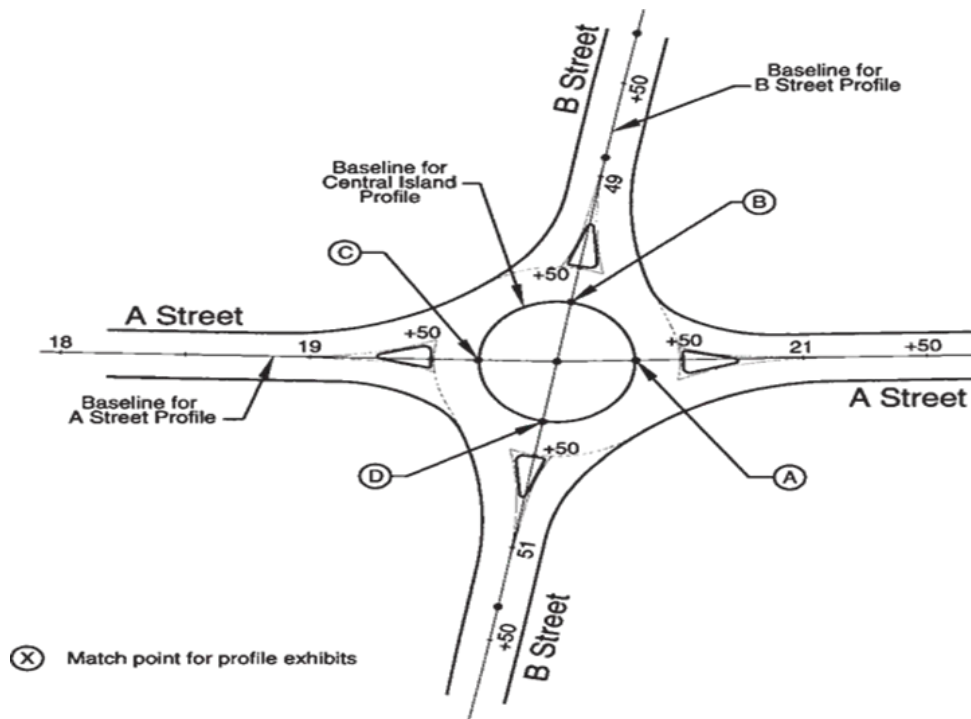 B Street
+50
Baseline for
B Street Profile
Baseline for
Central Island
Profile
49
B
C
+50
A Street
18
19
+50
+50
21
+50
Baseline for
A Street Profile
A Street
D
+50
A
51
+50
B Street
X Match point for profile exhibits